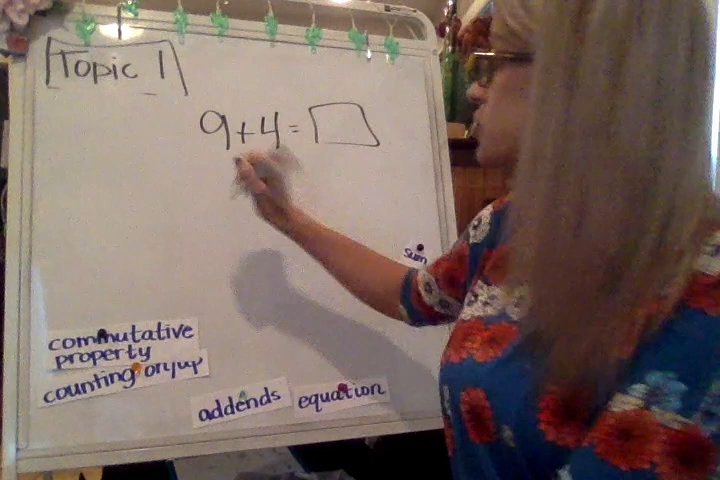 Topic 1
9+4=
sum
commutative
property
counting on/up
addends
equation